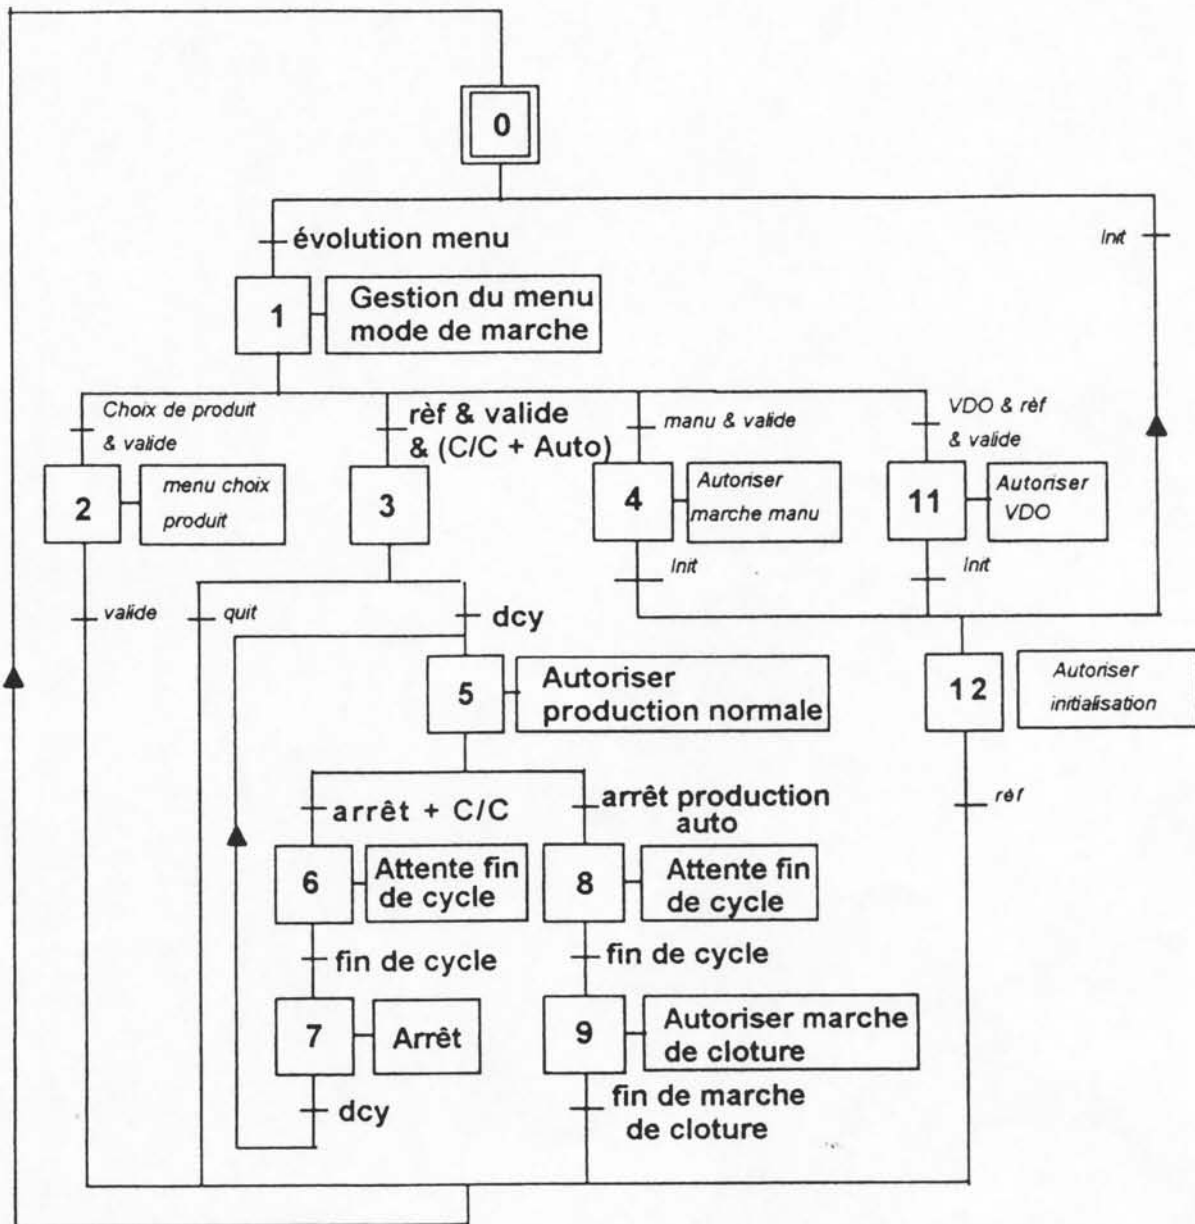 0
évolution menu
Init
1
Gestion du menu
mode de marche
Choix de produit
& valide
rèf & valide
& (C/C + Auto)
manu & valide
VDO & rèf
& valide
2
menu choix
produit
3
4
Autoriser
marche manu
11
Autoriser
VDO
Init
Init
valide
quit
dcy
5
Autoriser
production normale
12
Autoriser
initialisation
arrêt + C/C
arrêt production
auto
rèf
6
Attente fin
de cycle
8
Attente fin
de cycle
fin de cycle
fin de cycle
7
Arrêt
9
Autoriser marche
de cloture
dcy
fin de marche
de cloture